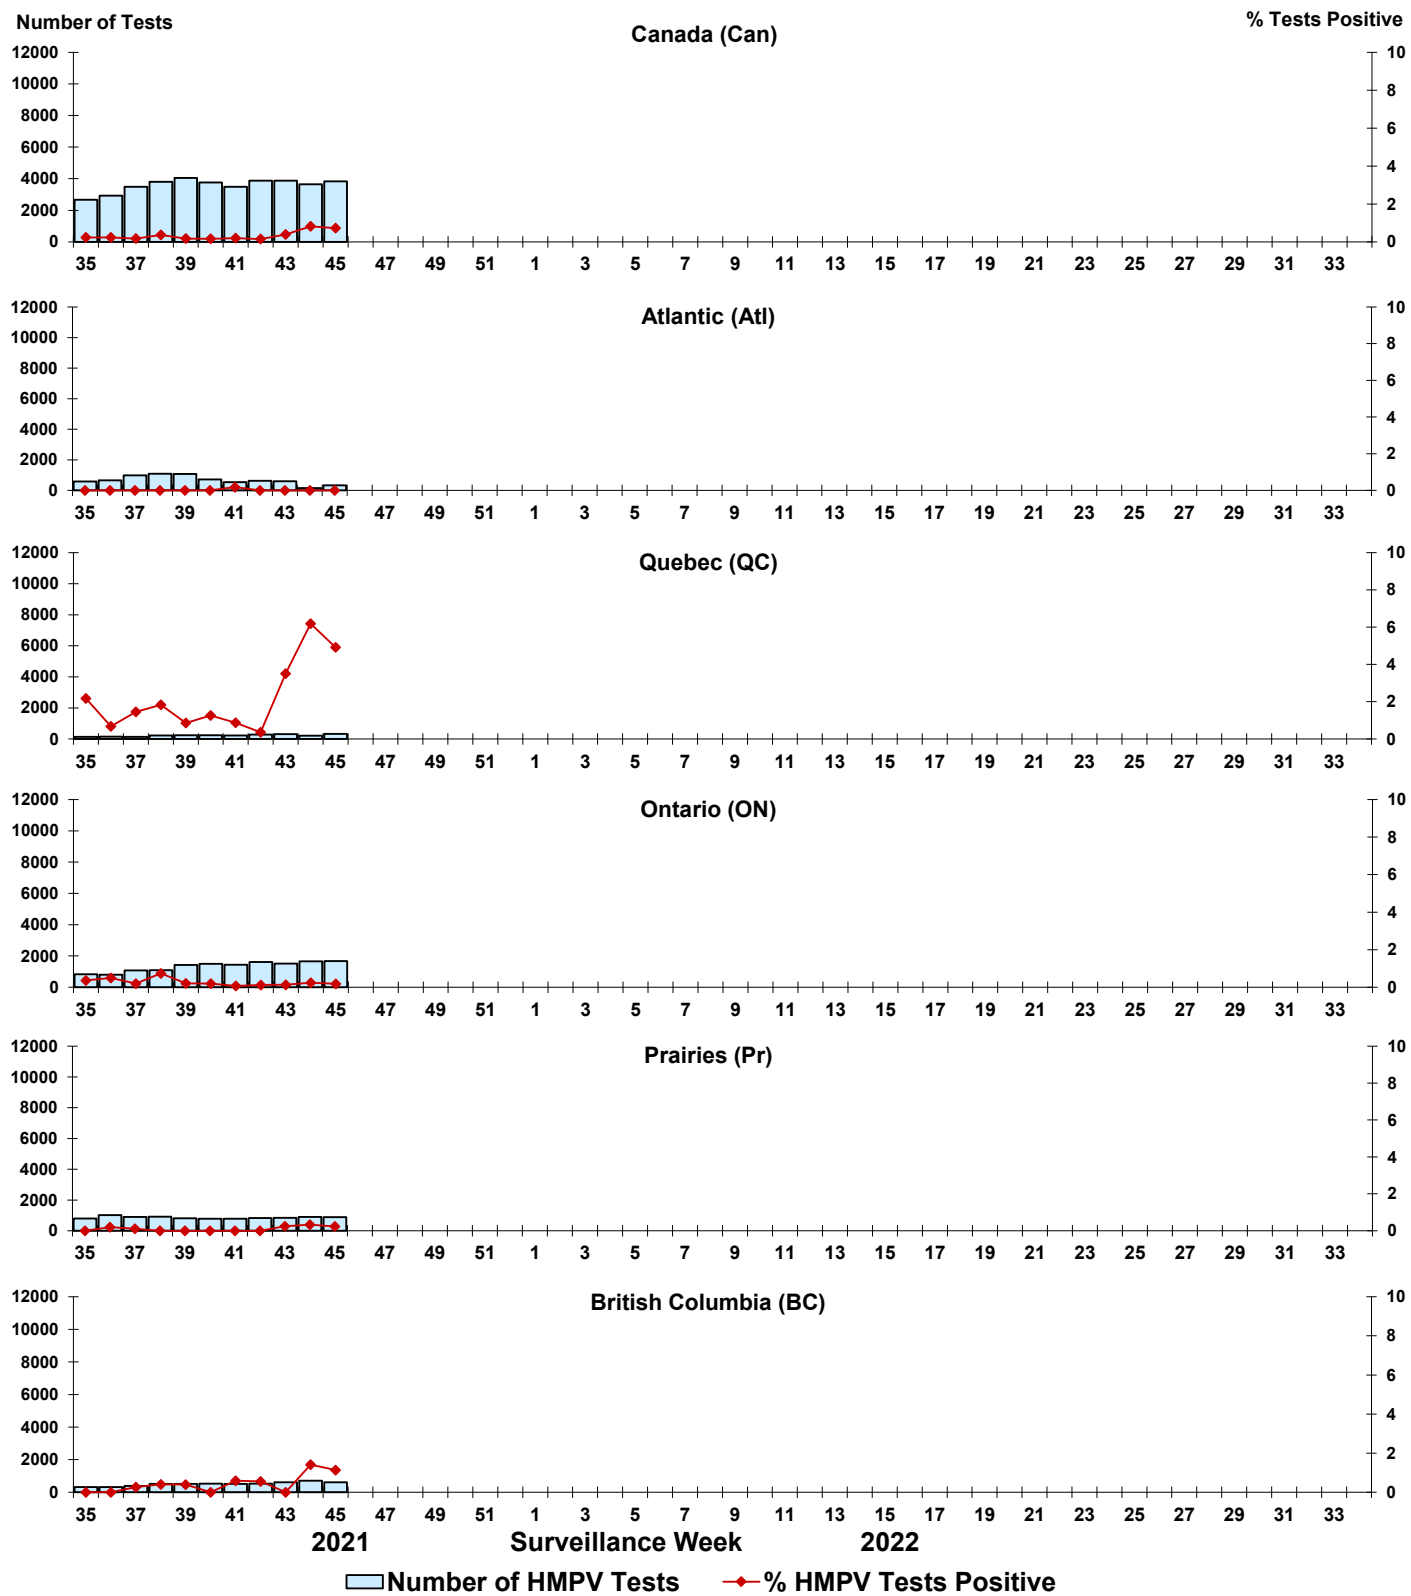 Number of Tests
% Tests Positive
Canada (Can)
12000 10000 8000 6000 4000 2000 0
10 8 6 4 2 0
35 37 39 41 43 45 47 49 51 1 3 5 7 9 11 13 15 17 19 21 23 25 27 29 31 33
Atlantic (Atl)
12000 10000 8000 6000 4000 2000 0
10 8 6 4 2 0
35 37 39 41 43 45 47 49 51 1 3 5 7 9 11 13 15 17 19 21 23 25 27 29 31 33
Quebec (QC)
12000 10000 8000 6000 4000 2000 0
10 8 6 4 2 0
35 37 39 41 43 45 47 49 51 1 3 5 7 9 11 13 15 17 19 21 23 25 27 29 31 33
Ontario (ON)
12000 10000 8000 6000 4000 2000 0
10 8 6 4 2 0
35 37 39 41 43 45 47 49 51 1 3 5 7 9 11 13 15 17 19 21 23 25 27 29 31 33
Prairies (Pr)
12000 10000 8000 6000 4000 2000 0
10 8 6 4 2 0
35 37 39 41 43 45 47 49 51 1 3 5 7 9 11 13 15 17 19 21 23 25 27 29 31 33
British Columbia (BC)
12000 10000 8000 6000 4000 2000 0
10 8 6 4 2 0
35 37 39 41 43 45 47 49 51 1 3 5 7 9 11 13 15 17 19 21 23 25 27 29 31 33
2021 Surveillance Week 2022
Number of HMPV Tests % HMPV Tests Positive